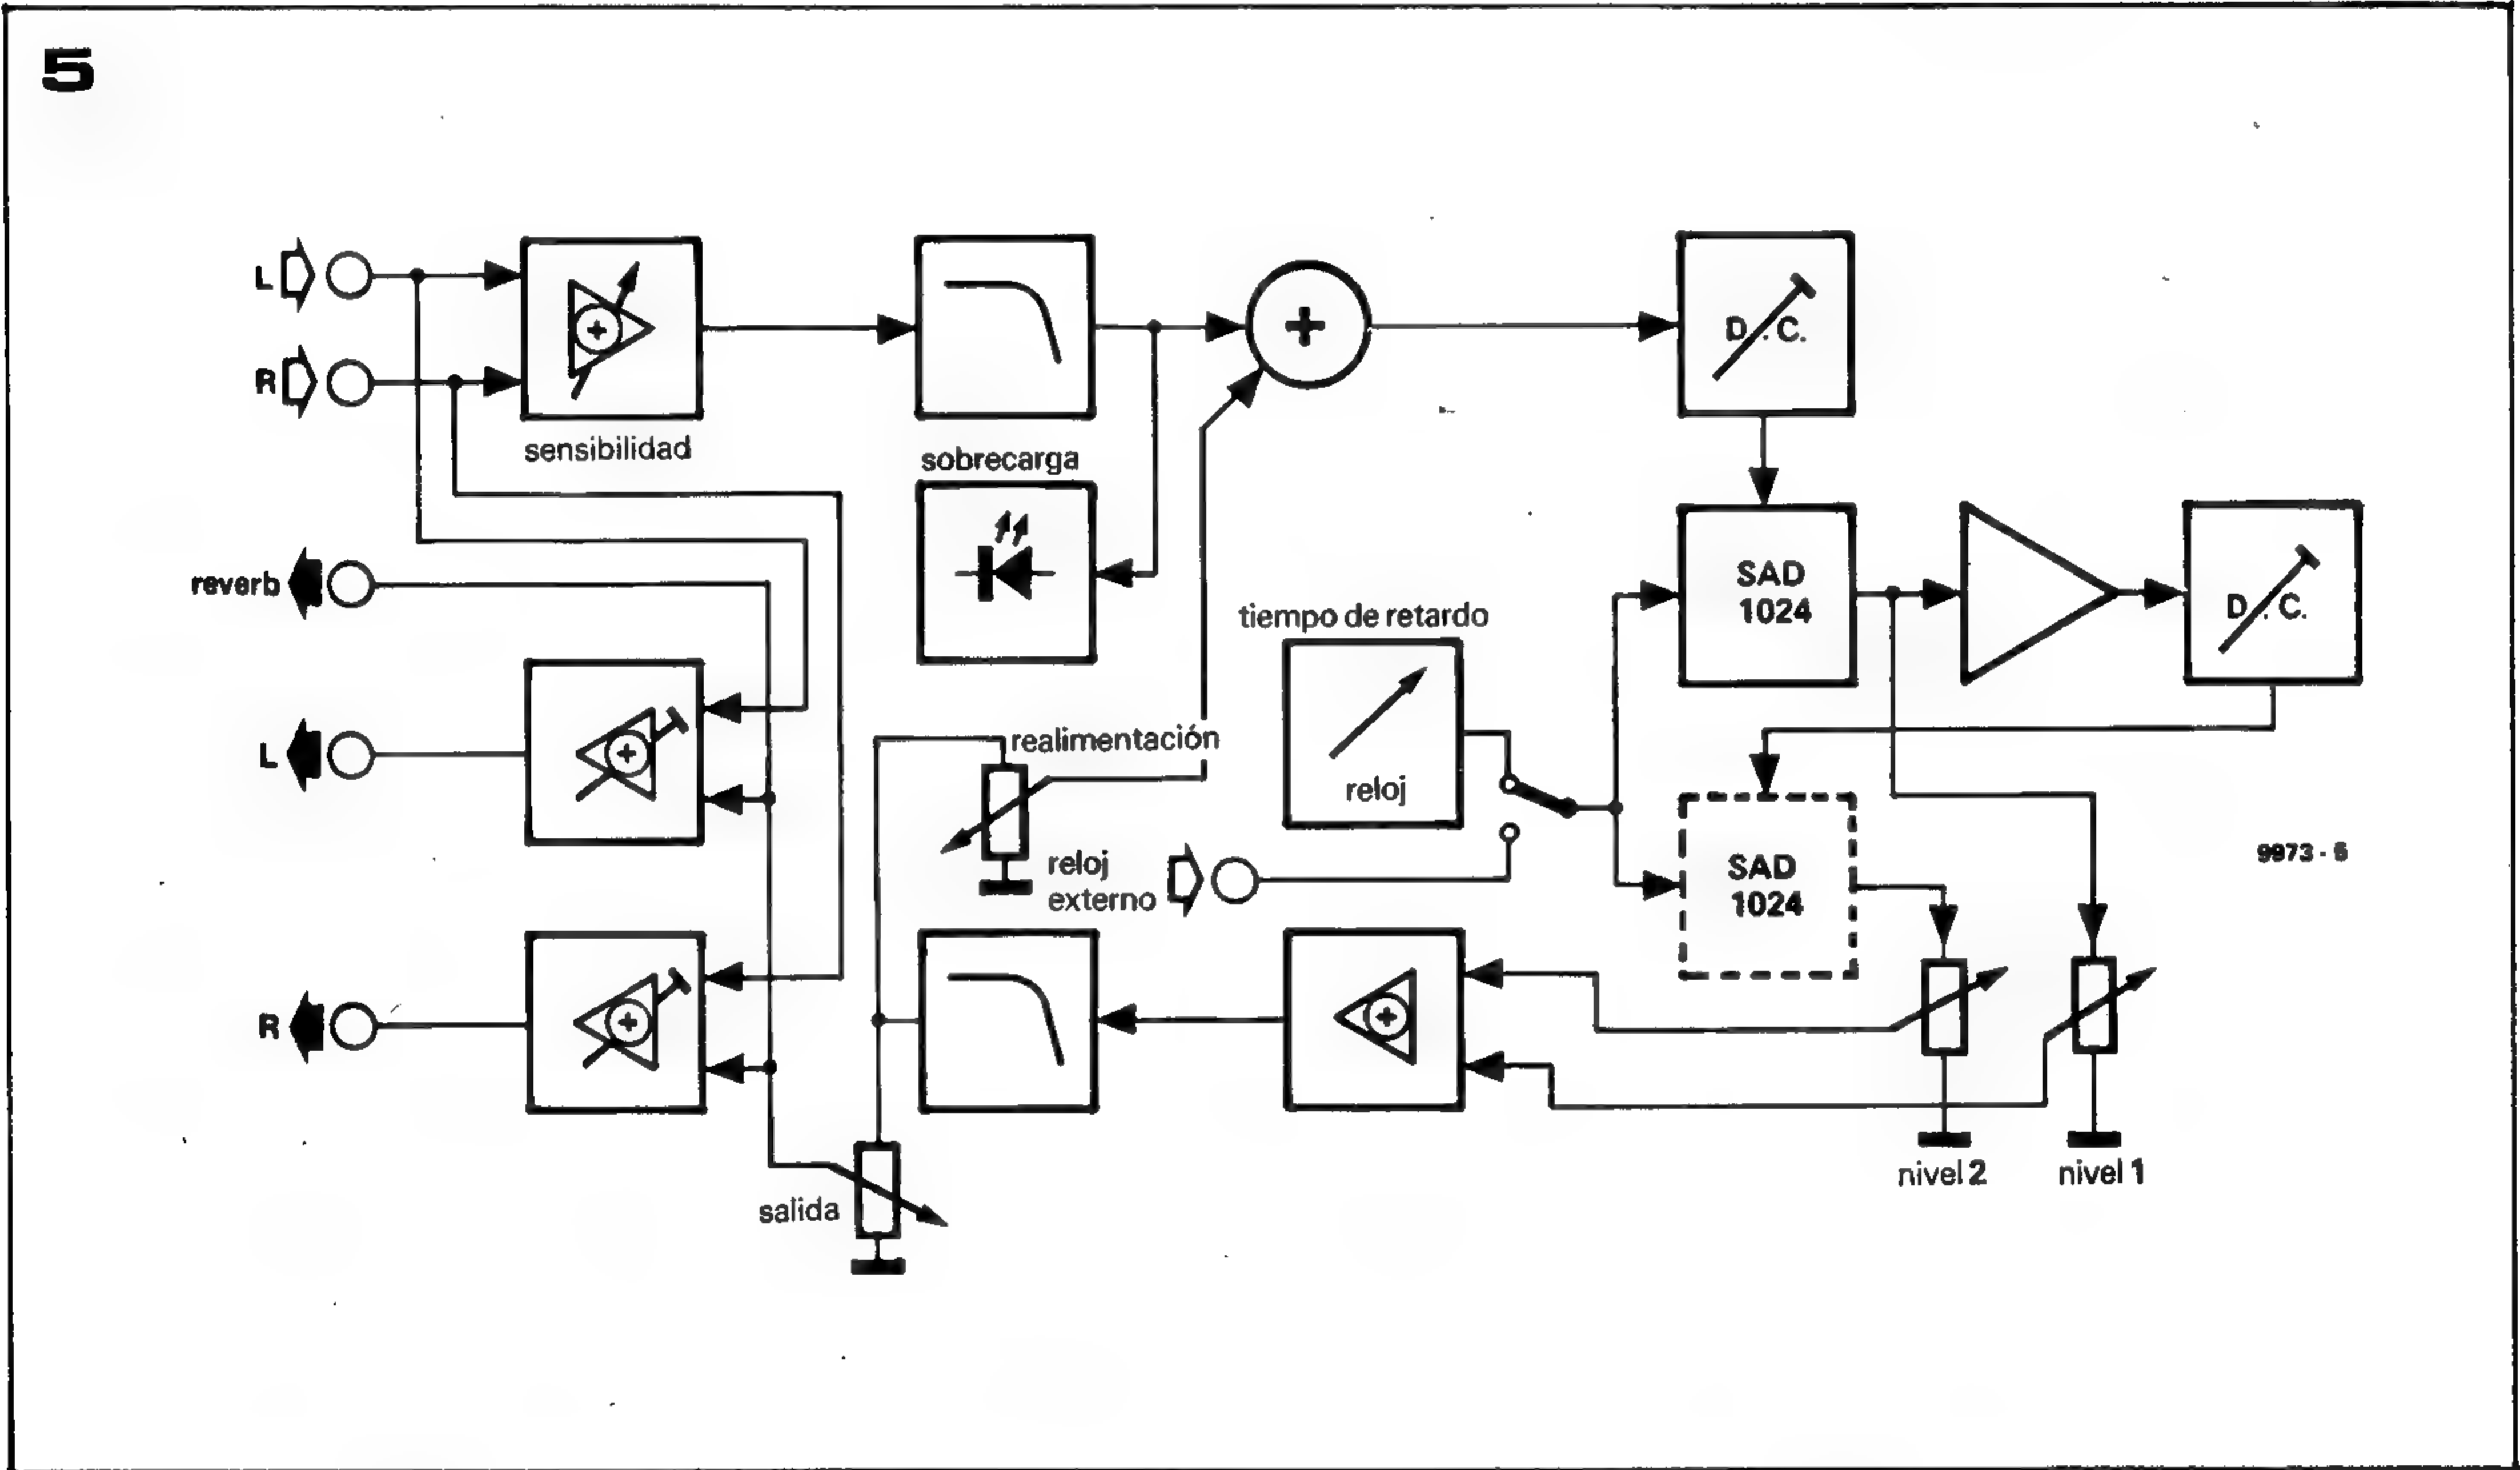 5
L
R
sensibilidad
sobrecarga
D. C.
reverb
SAD
1024
D. C.
tiempo de retardo
L
realimentación
reloj
reloj
externo
SAD
1024
9973 - 5
R
nivel 2
nivel 1
salida